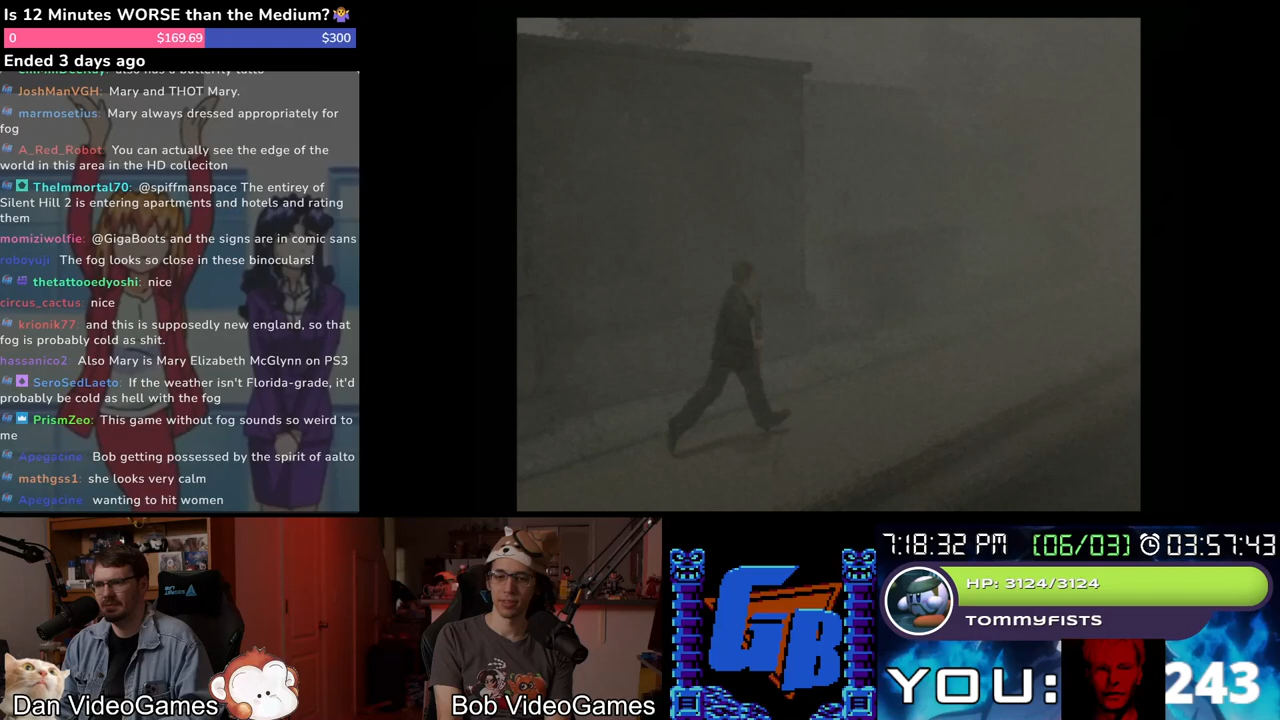 Is 12 Minutes WORSE than the Medium?🤷‍♀️
0 $169.69 $300
Ended 3 days ago
JoshManVGH: Mary and THOT Mary.
marmosetius: Mary always dressed appropriately for
fog
A_Red_Robot: You can actually see the edge of the
world in this area in the HD colleciton
TheImmortal70: @spiffmanspace The entirey of
Silent Hill 2 is entering apartments and hotels and rating
them
momiziwolfie: @GigaBoots and the signs are in comic sans
roboyuji: The fog looks so close in these binoculars!
thetattooedyoshi: nice
circus_cactus: nice
krionik77: and this is supposedly new england, so that
fog is probably cold as shit.
hassanico2: Also Mary is Mary Elizabeth McGlynn on PS3
SeroSedLaeto: If the weather isn't Florida-grade, it'd
probably be cold as hell with the fog
PrismZeo: This game without fog sounds so weird to
me
Apegacine: Bob getting possessed by the spirit of aalto
mathgss1: she looks very calm
Apegacine: wanting to hit women
Dan VideoGames
Bob VideoGames
GB
7:18:32 PM [06/03] 03:57:43
HP: 3124/3124
TOMMYFISTS
YOU: 243